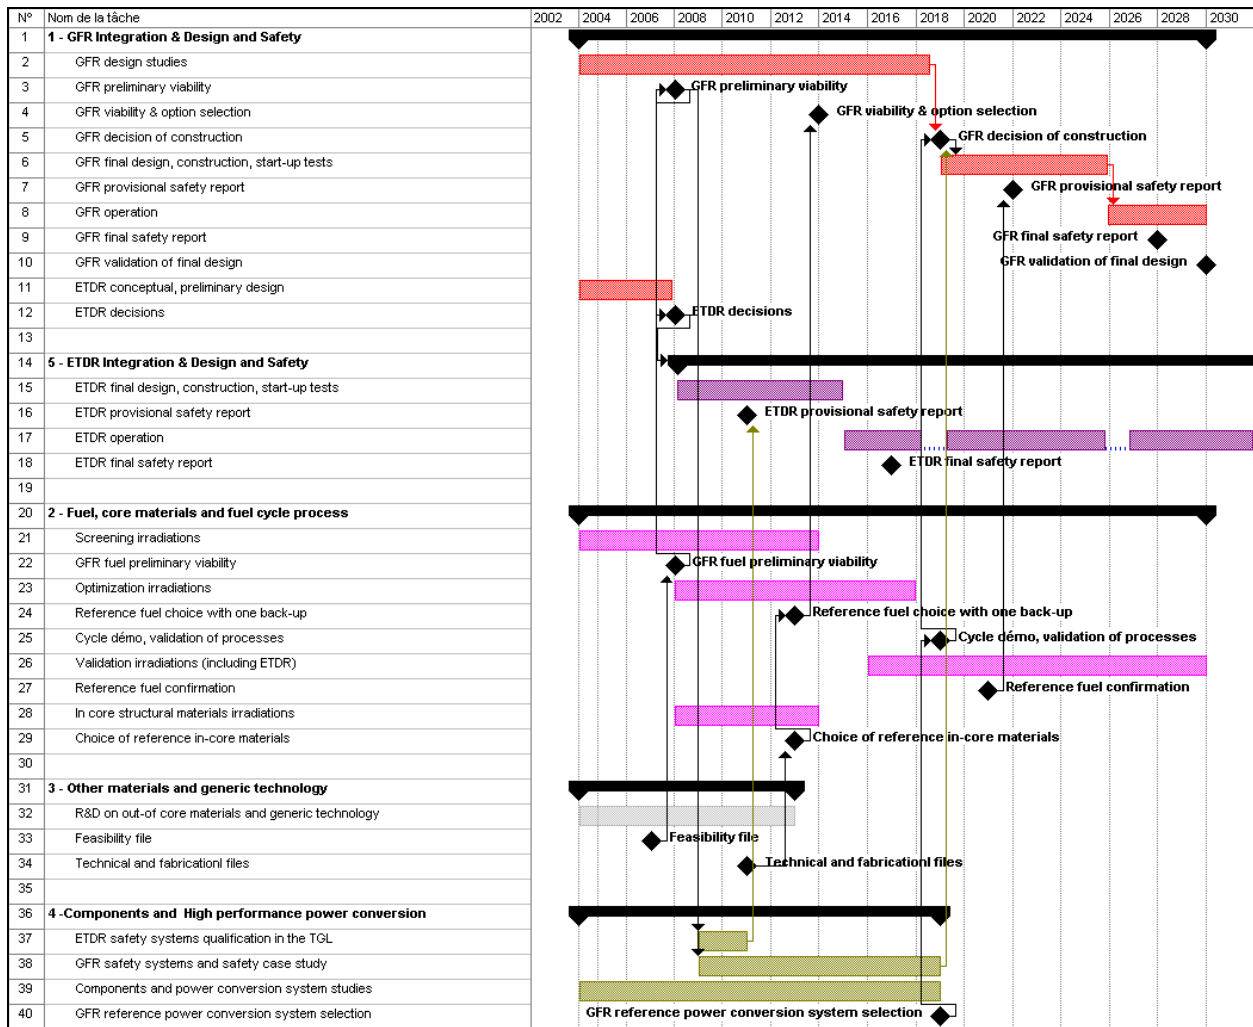 N° Nom de la tâche 2002 2004 2006 2008 2010 2012 2014 2016 2018 2020 2022 2024 2026 2028 2030
1 1 - GFR Integration & Design and Safety
2 GFR design studies
3 GFR preliminary viability GFR preliminary viability
4 GFR viability & option selection GFR viability & option selection
5 GFR decision of construction GFR decision of construction
6 GFR final design, construction, start-up tests
7 GFR provisional safety report GFR provisional safety report
8 GFR operation
9 GFR final safety report GFR final safety report
10 GFR validation of final design GFR validation of final design
11 ETDR conceptual, preliminary design
12 ETDR decisions ETDR decisions
13
14 5 - ETDR Integration & Design and Safety
15 ETDR final design, construction, start-up tests
16 ETDR provisional safety report ETDR provisional safety report
17 ETDR operation
18 ETDR final safety report ETDR final safety report
19
20 2 - Fuel, core materials and fuel cycle process
21 Screening irradiations
22 GFR fuel preliminary viability GFR fuel preliminary viability
23 Optimization irradiations
24 Reference fuel choice with one back-up Reference fuel choice with one back-up
25 Cycle démo, validation of processes Cycle démo, validation of processes
26 Validation irradiations (including ETDR)
27 Reference fuel confirmation Reference fuel confirmation
28 In core structural materials irradiations
29 Choice of reference in-core materials Choice of reference in-core materials
30
31 3 - Other materials and generic technology
32 R&D on out-of core materials and generic technology
33 Feasibility file Feasibility file
34 Technical and fabricationl files Technical and fabricationl files
35
36 4 -Components and High performance power conversion
37 ETDR safety systems qualification in the TGL
38 GFR safety systems and safety case study
39 Components and power conversion system studies
40 GFR reference power conversion system selection GFR reference power conversion system selection